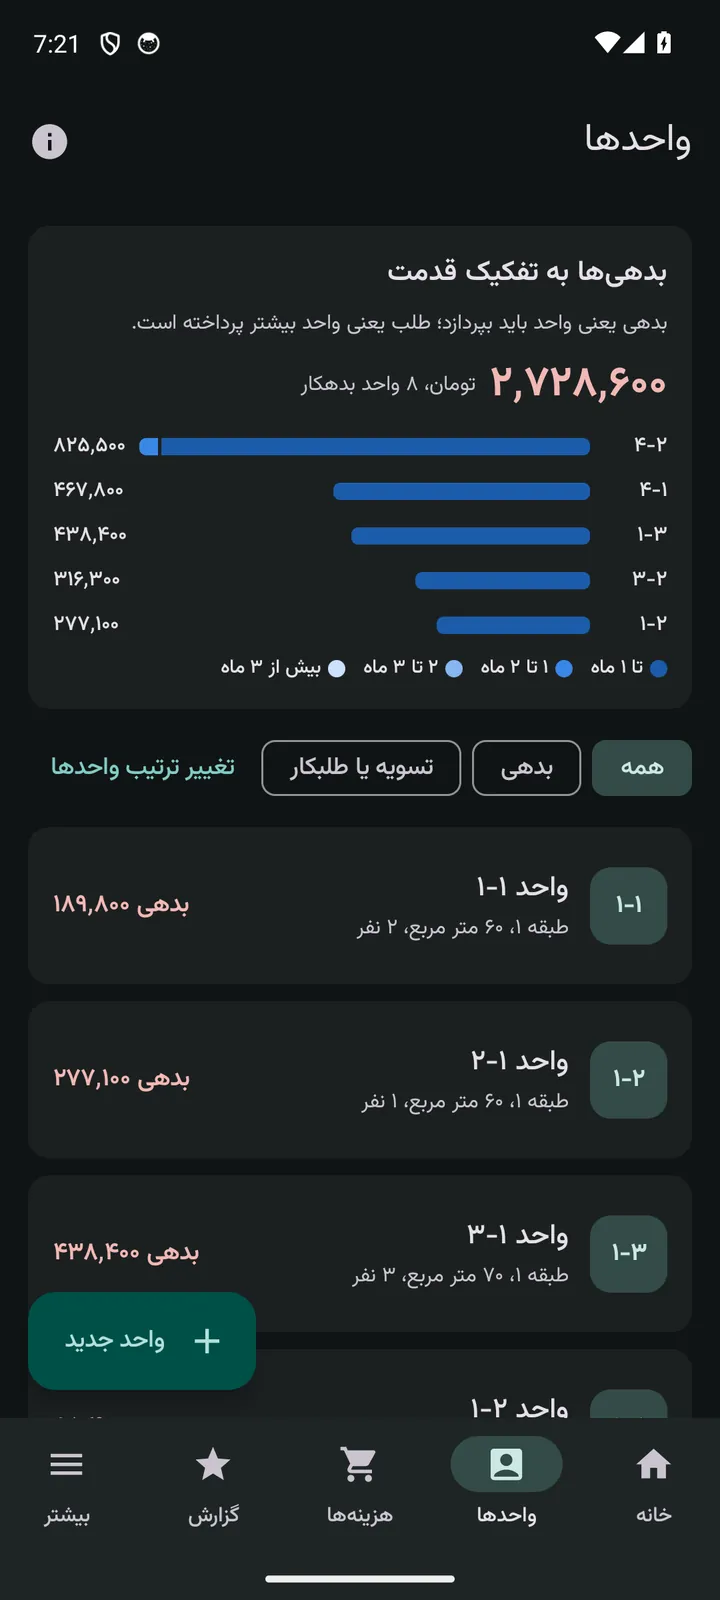 7:21
واحدها
بدهی‌ها به تفکیک قدمت
بدهی یعنی واحد باید بپردازد؛ طلب یعنی واحد بیشتر پرداخته است.
۲,۷۲۸,۶۰۰ تومان، ۸ واحد بدهکار
۴-۲ ۸۲۵,۵۰۰
۴-۱ ۴۶۷,۸۰۰
۱-۳ ۴۳۸,۴۰۰
۳-۲ ۳۱۶,۳۰۰
۱-۲ ۲۷۷,۱۰۰
تا ۱ ماه ۱ تا ۲ ماه ۲ تا ۳ ماه بیش از ۳ ماه
همه بدهی تسویه یا طلبکار تغییر ترتیب واحدها
۱-۱ واحد ۱-۱ بدهی ۱۸۹,۸۰۰
طبقه ۱، ۶۰ متر مربع، ۲ نفر
۱-۲ واحد ۱-۲ بدهی ۲۷۷,۱۰۰
طبقه ۱، ۶۰ متر مربع، ۱ نفر
۱-۳ واحد ۱-۳ بدهی ۴۳۸,۴۰۰
طبقه ۱، ۷۰ متر مربع، ۳ نفر
واحد جدید
واحد ۲-۱
خانه واحدها هزینه‌ها گزارش بیشتر